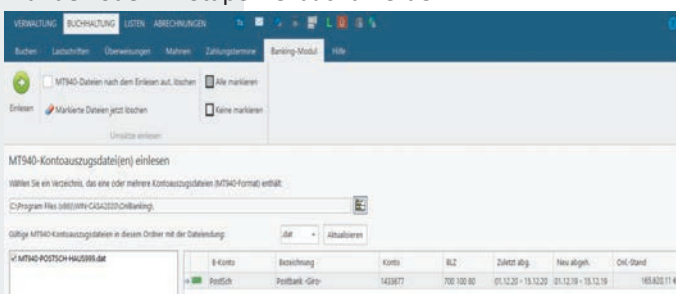 VERWALTUNG BUCHHALTUNG LISTEN ABRECHNUNGEN
Buchen Lastschriften Überweisungen Mahnen Zahlungstermine Banking-Modul Hilfe
MT940-Dateien nach dem Einlesen aut. löschen Alle markieren
Einlesen Markierte Dateien jetzt löschen Keine markieren
Umsätze einlesen
MT940-Kontoauszugsdatei(en) einlesen
Wählen Sie ein Verzeichnis, das eine oder mehrere Kontoauszugsdateien (MT940-Format) enthält:
C:\Program Files (x86)\WIN-CASA2020\OnBanking\
Gültige MT940-Kontoauszugsdateien in diesem Ordner mit der Dateiendung: .dat Aktualisieren
MT940-POSTSCH-HAUS999.dat
B-Konto Bezeichnung Konto BLZ Zuletzt abg. Neu abgeh. Onl.-Stand
PostSch Postbank -Giro- 1433677 700 100 80 01.12.20 - 15.12.20 01.12.19 - 15.12.19 165.620,11 €